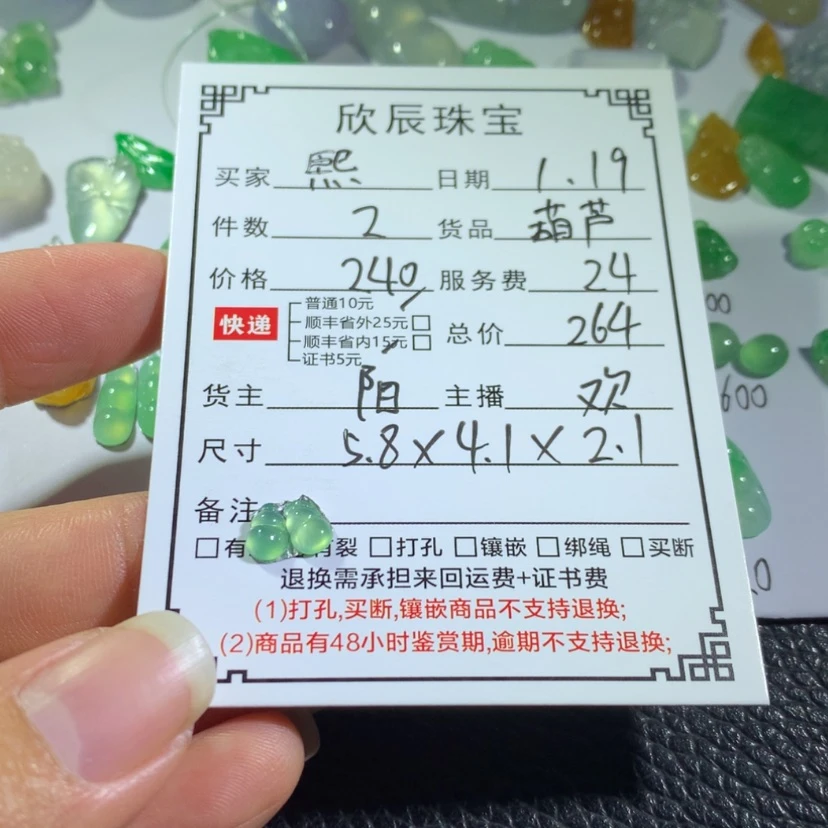 欣辰珠宝
买家 熙 日期 1.19
件数 2 货品 葫芦
价格 240 服务费 24
快递 普通10元
顺丰省外25元□
顺丰省内15元□
证书5元
总价 264
货主 阳 主播 欢
尺寸 5.8×4.1×2.1
备注
□有 有裂 □打孔 □镶嵌 □绑绳 □买断
退换需承担来回运费+证书费
(1)打孔,买断,镶嵌商品不支持退换;
(2)商品有48小时鉴赏期,逾期不支持退换;
600